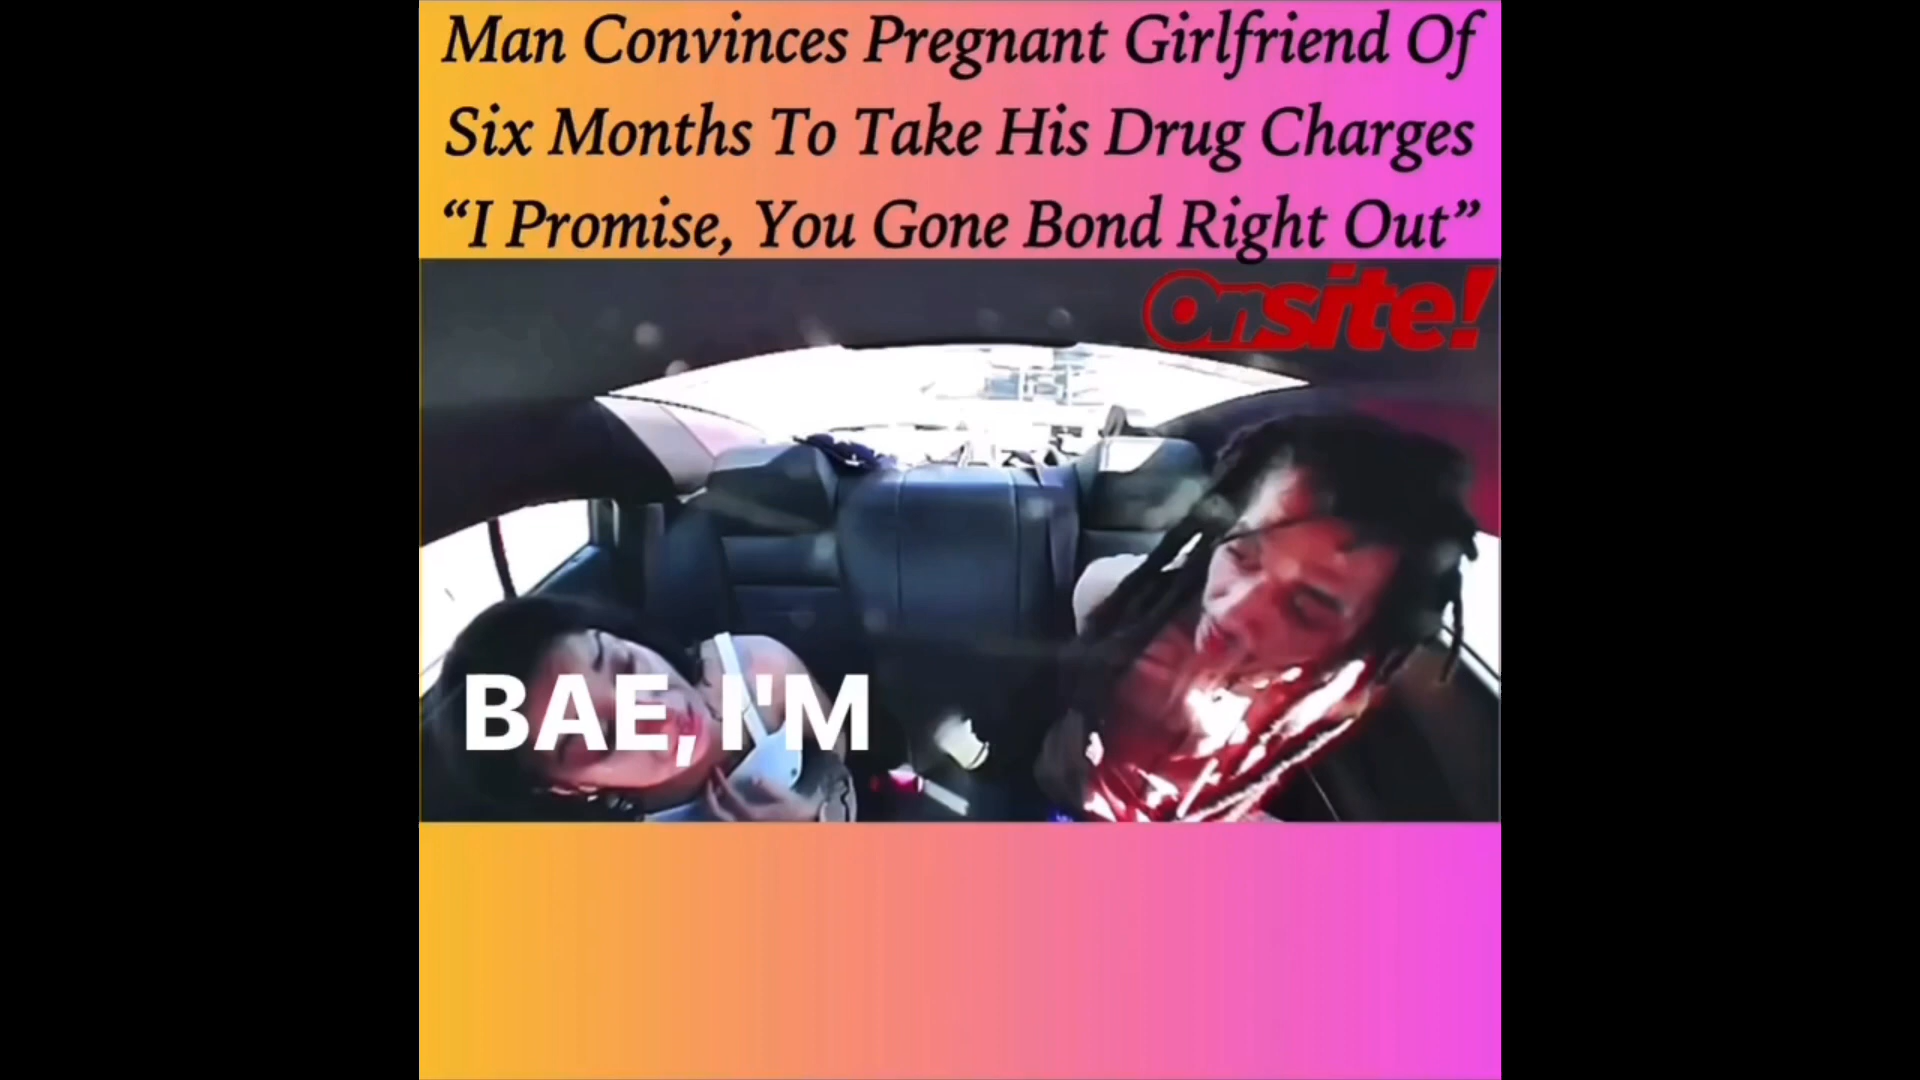 Man Convinces Pregnant Girlfriend Of
Six Months To Take His Drug Charges
“I Promise, You Gone Bond Right Out”
Onsite!
BAE, I'M